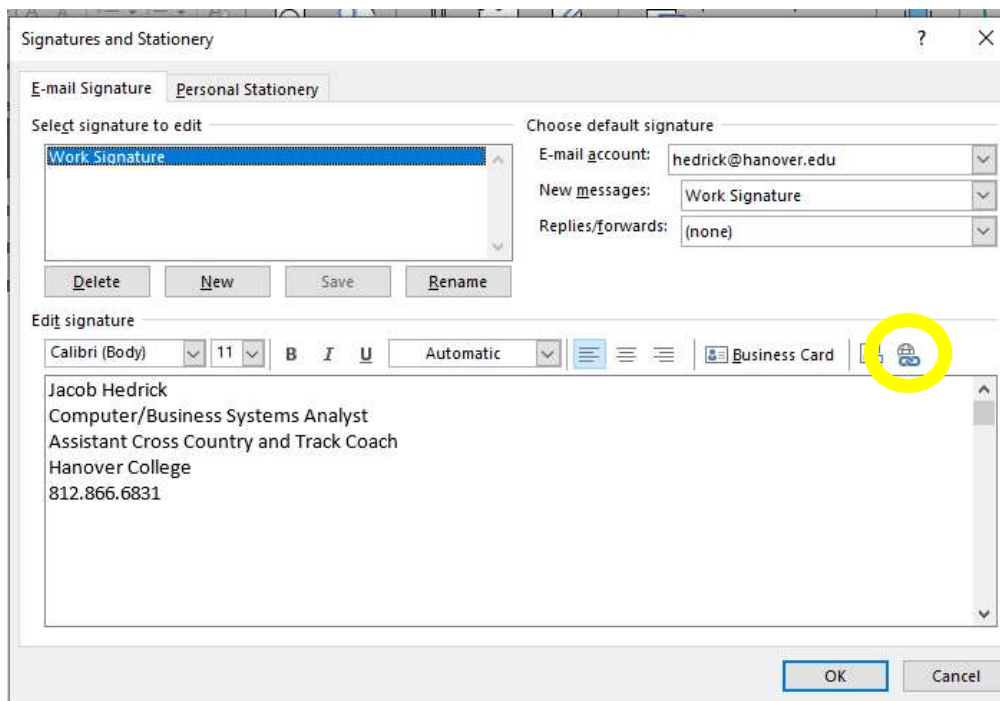 Signatures and Stationery ?
E-mail Signature Personal Stationery
Select signature to edit
Work Signature
Delete New Save Rename
Choose default signature
E-mail account: hedrick@hanover.edu
New messages: Work Signature
Replies/forwards: (none)
Edit signature
Calibri (Body) 11 B I U Automatic Business Card
Jacob Hedrick
Computer/Business Systems Analyst
Assistant Cross Country and Track Coach
Hanover College
812.866.6831
OK Cancel